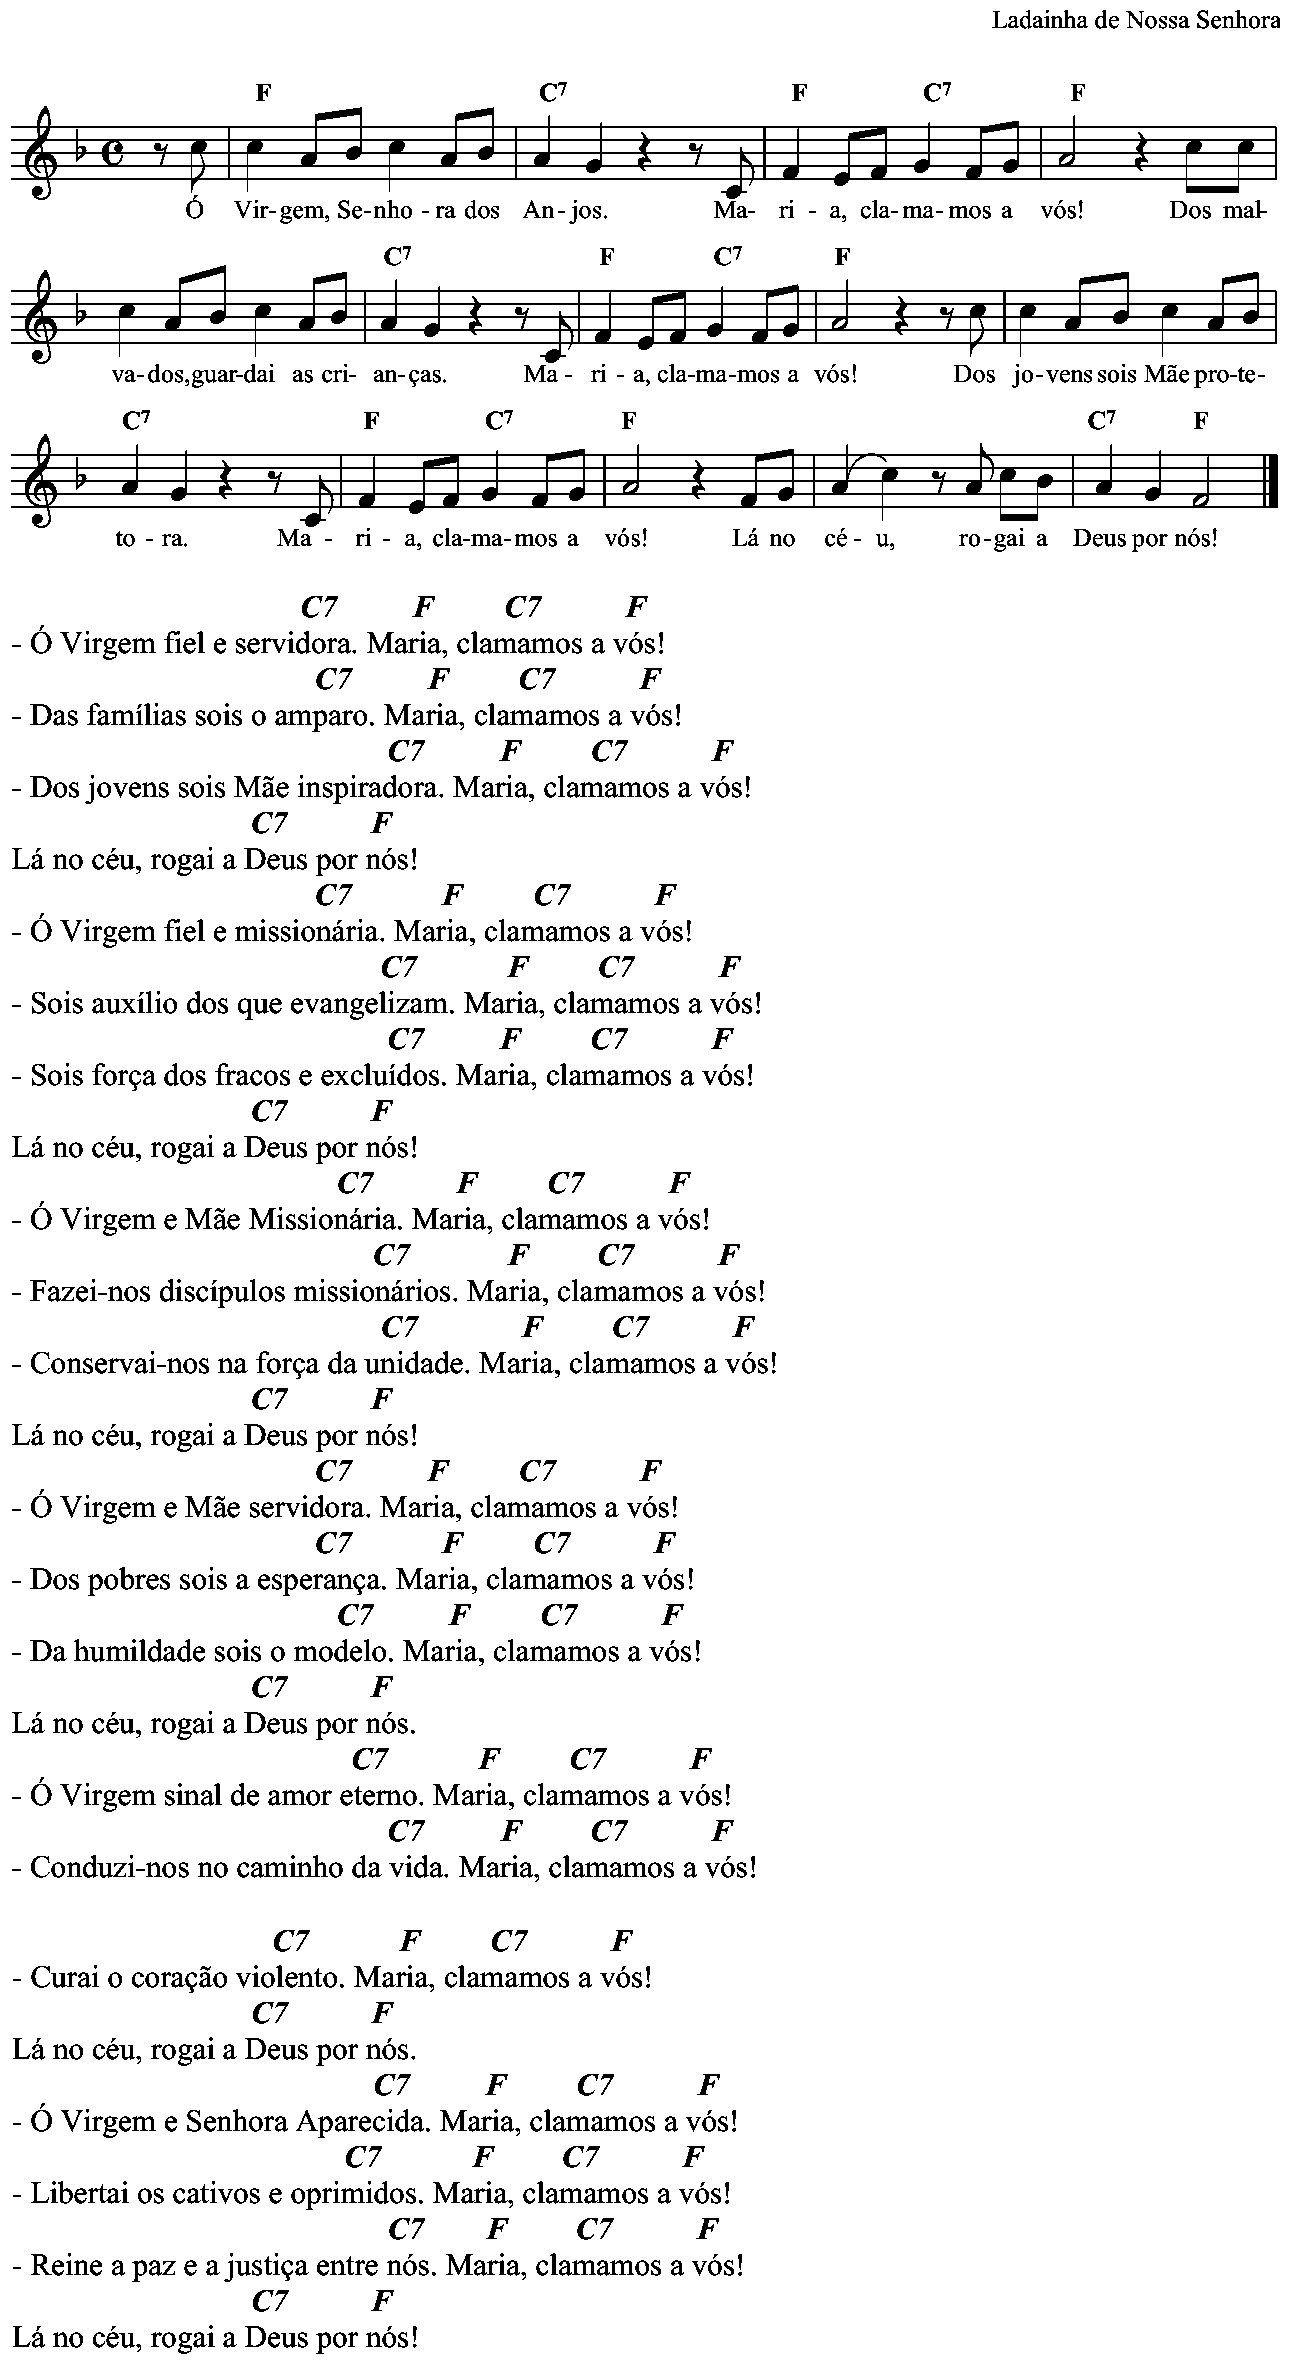 Ladainha de Nossa Senhora
F C7 F C7 F
Ó Vir-gem, Se-nho-ra dos An-jos. Ma-ri-a, cla-ma-mos a vós! Dos mal-
C7 F C7 F
va-dos,guar-dai as cri-an-ças. Ma-ri-a, cla-ma-mos a vós! Dos jo-vens sois Mãe pro-te-
C7 F C7 F C7 F
to-ra. Ma-ri-a, cla-ma-mos a vós! Lá no cé-u, ro-gai a Deus por nós!
C7 F C7 F
- Ó Virgem fiel e servidora. Maria, clamamos a vós!
C7 F C7 F
- Das famílias sois o amparo. Maria, clamamos a vós!
C7 F C7 F
- Dos jovens sois Mãe inspiradora. Maria, clamamos a vós!
C7 F
Lá no céu, rogai a Deus por nós!
C7 F C7 F
- Ó Virgem fiel e missionária. Maria, clamamos a vós!
C7 F C7 F
- Sois auxílio dos que evangelizam. Maria, clamamos a vós!
C7 F C7 F
- Sois força dos fracos e excluídos. Maria, clamamos a vós!
C7 F
Lá no céu, rogai a Deus por nós!
C7 F C7 F
- Ó Virgem e Mãe Missionária. Maria, clamamos a vós!
C7 F C7 F
- Fazei-nos discípulos missionários. Maria, clamamos a vós!
C7 F C7 F
- Conservai-nos na força da unidade. Maria, clamamos a vós!
C7 F
Lá no céu, rogai a Deus por nós!
C7 F C7 F
- Ó Virgem e Mãe servidora. Maria, clamamos a vós!
C7 F C7 F
- Dos pobres sois a esperança. Maria, clamamos a vós!
C7 F C7 F
- Da humildade sois o modelo. Maria, clamamos a vós!
C7 F
Lá no céu, rogai a Deus por nós.
C7 F C7 F
- Ó Virgem sinal de amor eterno. Maria, clamamos a vós!
C7 F C7 F
- Conduzi-nos no caminho da vida. Maria, clamamos a vós!
C7 F C7 F
- Curai o coração violento. Maria, clamamos a vós!
C7 F
Lá no céu, rogai a Deus por nós.
C7 F C7 F
- Ó Virgem e Senhora Aparecida. Maria, clamamos a vós!
C7 F C7 F
- Libertai os cativos e oprimidos. Maria, clamamos a vós!
C7 F C7 F
- Reine a paz e a justiça entre nós. Maria, clamamos a vós!
C7 F
Lá no céu, rogai a Deus por nós!